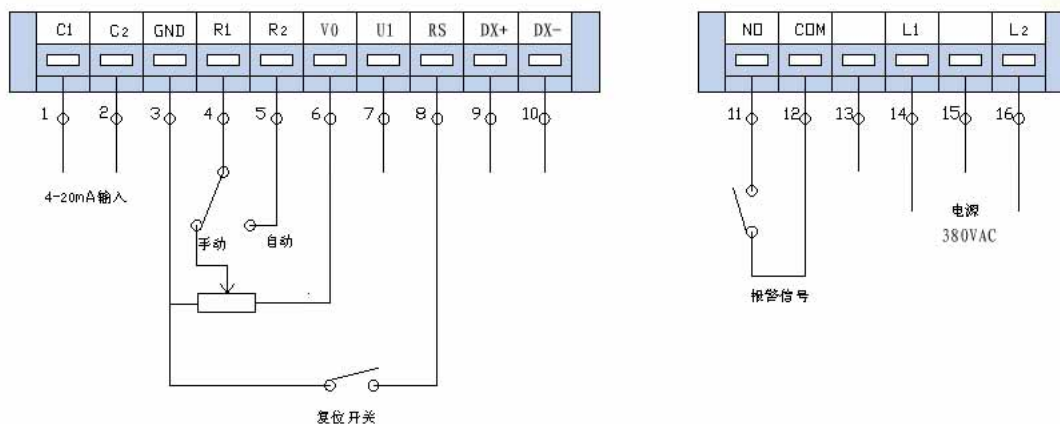 C1 C2 GND R1 R2 V0 U1 RS DX+ DX- NO COM L1 L2
1 2 3 4 5 6 7 8 9 10 11 12 13 14 15 16
4-20mA输入
手动 自动
电源
380VAC
报警信号
复位开关